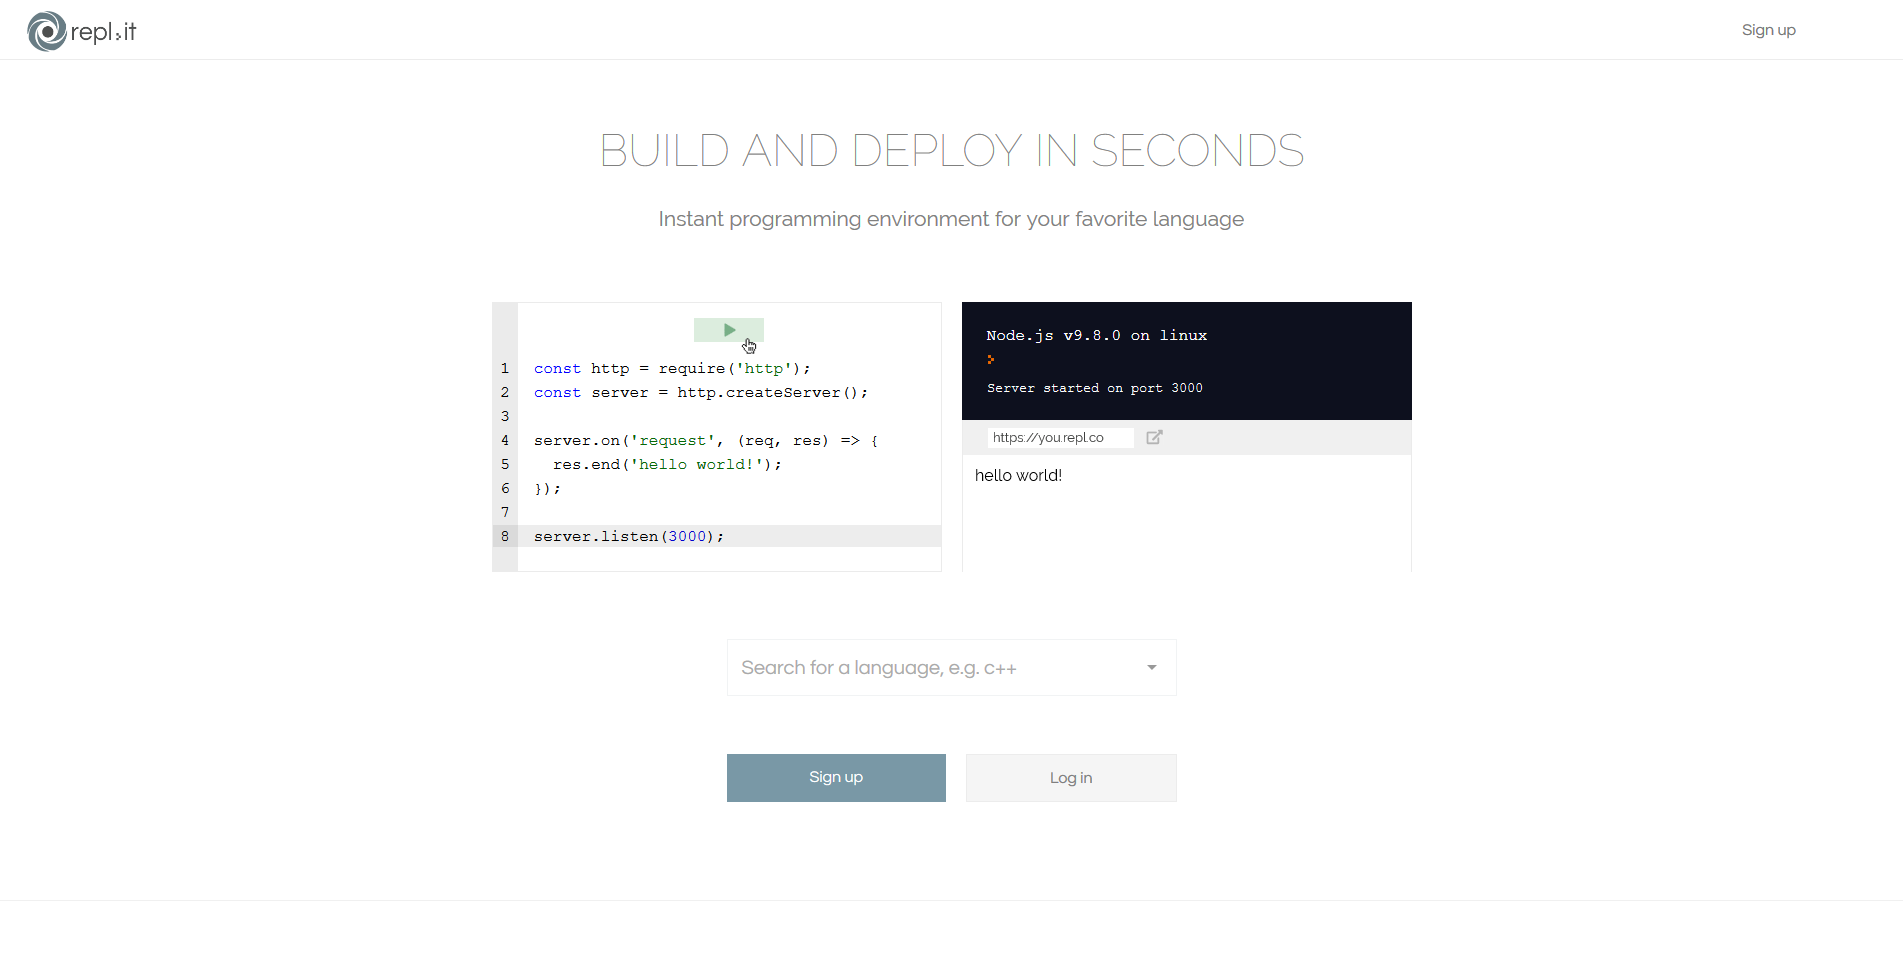 repl.it
Sign up
BUILD AND DEPLOY IN SECONDS
Instant programming environment for your favorite language
1 const http = require('http');
2 const server = http.createServer();
3
4 server.on('request', (req, res) => {
5   res.end('hello world!');
6 });
7
8 server.listen(3000);
Node.js v9.8.0 on linux
>
Server started on port 3000
https://you.repl.co
hello world!
Search for a language, e.g. c++
Sign up
Log in